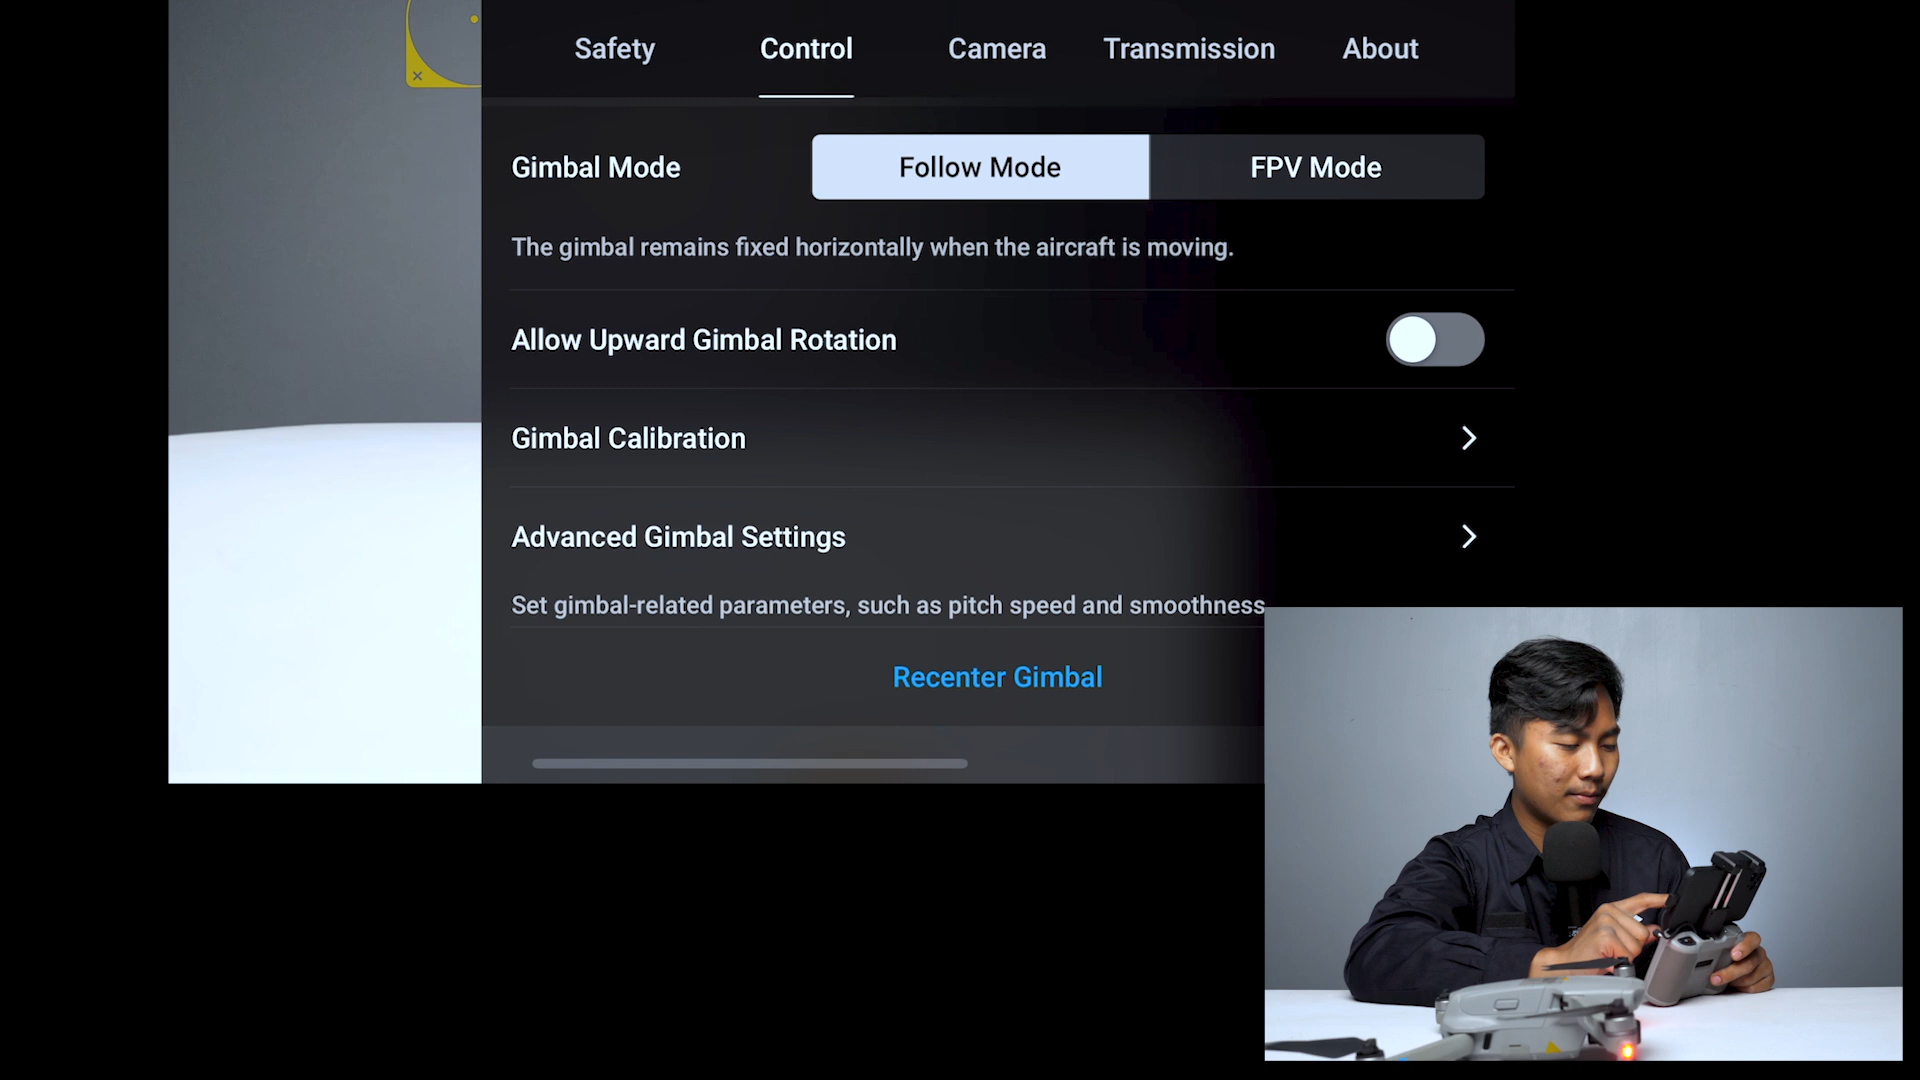 Safety Control Camera Transmission About
Gimbal Mode Follow Mode FPV Mode
The gimbal remains fixed horizontally when the aircraft is moving.
Allow Upward Gimbal Rotation
Gimbal Calibration
Advanced Gimbal Settings
Set gimbal-related parameters, such as pitch speed and smoothness
Recenter Gimbal